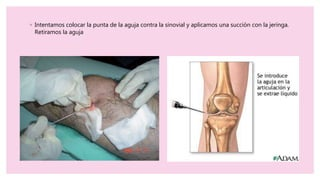 ◦ Intentamos colocar la punta de la aguja contra la sinovial y aplicamos una succión con la jeringa.
Retiramos la aguja
Se introduce
la aguja en la
articulación y
se extrae líquido
ADAM